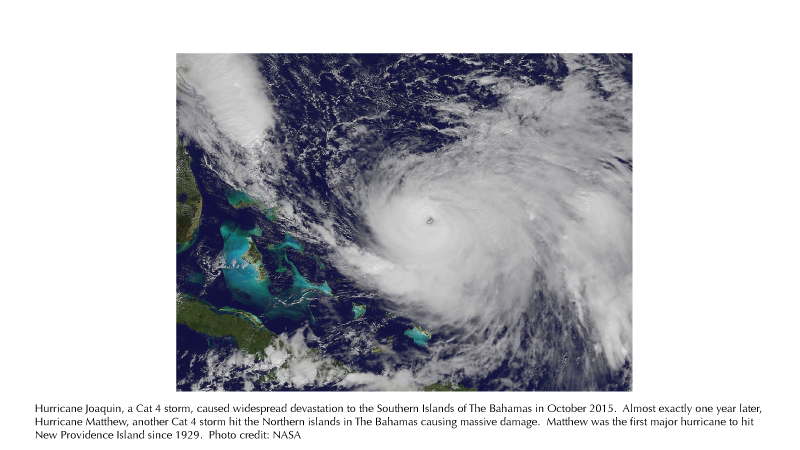 Hurricane Joaquin, a Cat 4 storm, caused widespread devastation to the Southern Islands of The Bahamas in October 2015.  Almost exactly one year later,
Hurricane Matthew, another Cat 4 storm hit the Northern islands in The Bahamas causing massive damage.  Matthew was the first major hurricane to hit
New Providence Island since 1929.  Photo credit: NASA